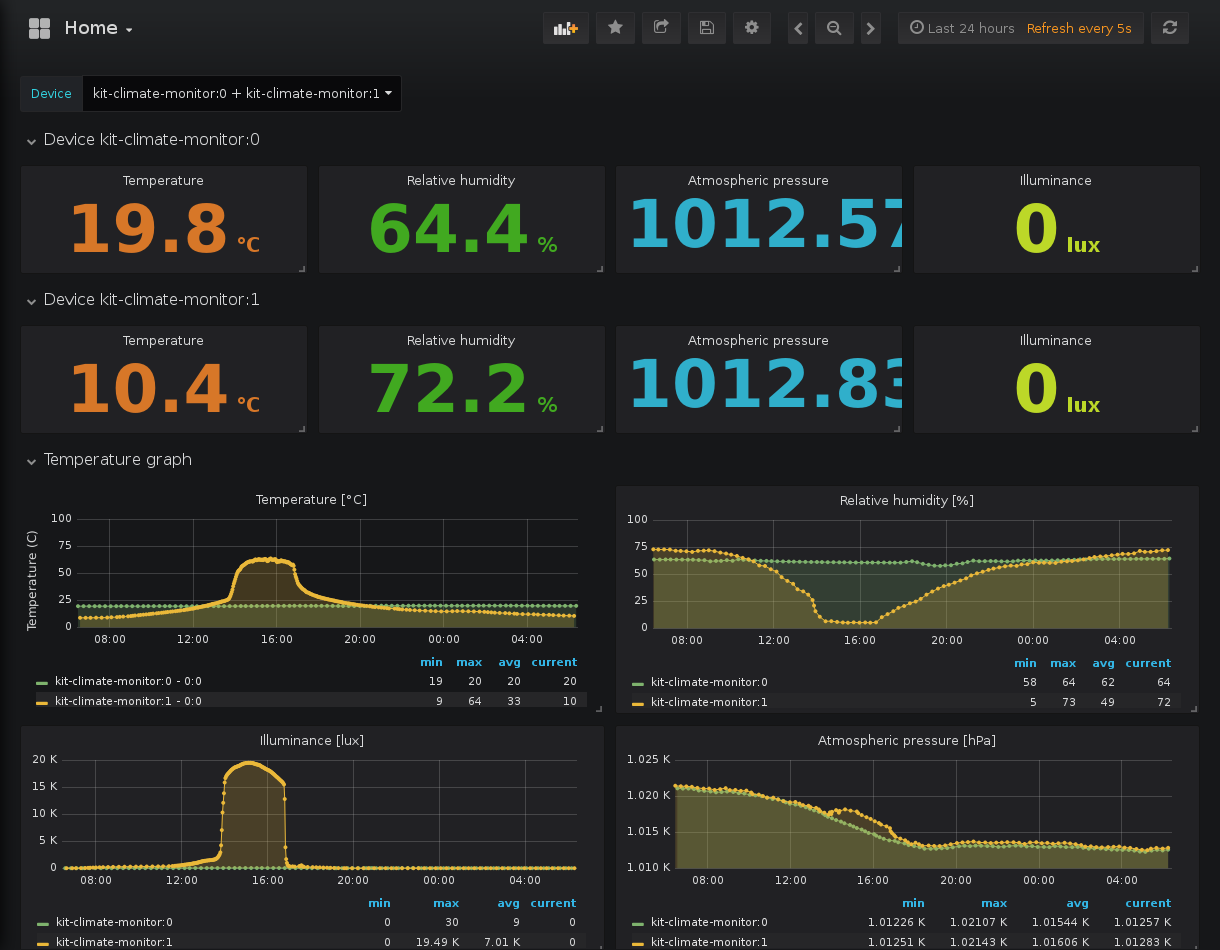 Home
Last 24 hours Refresh every 5s
Device kit-climate-monitor:0 + kit-climate-monitor:1
Device kit-climate-monitor:0
Temperature Relative humidity Atmospheric pressure Illuminance
19.8 °C 64.4 % 1012.57 0 lux
Device kit-climate-monitor:1
Temperature Relative humidity Atmospheric pressure Illuminance
10.4 °C 72.2 % 1012.83 0 lux
Temperature graph
Temperature [°C]
Temperature (C)
100
75
50
25
0
08:00 12:00 16:00 20:00 00:00 04:00
min max avg current
kit-climate-monitor:0 - 0:0 19 20 20 20
kit-climate-monitor:1 - 0:0 9 64 33 10
Relative humidity [%]
100
75
50
25
0
08:00 12:00 16:00 20:00 00:00 04:00
min max avg current
kit-climate-monitor:0 58 64 62 64
kit-climate-monitor:1 5 73 49 72
Illuminance [lux]
20 K
15 K
10 K
5 K
0
08:00 12:00 16:00 20:00 00:00 04:00
min max avg current
kit-climate-monitor:0 0 30 9 0
kit-climate-monitor:1 0 19.49 K 7.01 K 0
Atmospheric pressure [hPa]
1.025 K
1.020 K
1.015 K
1.010 K
08:00 12:00 16:00 20:00 00:00 04:00
min max avg current
kit-climate-monitor:0 1.01226 K 1.02107 K 1.01544 K 1.01257 K
kit-climate-monitor:1 1.01251 K 1.02143 K 1.01606 K 1.01283 K